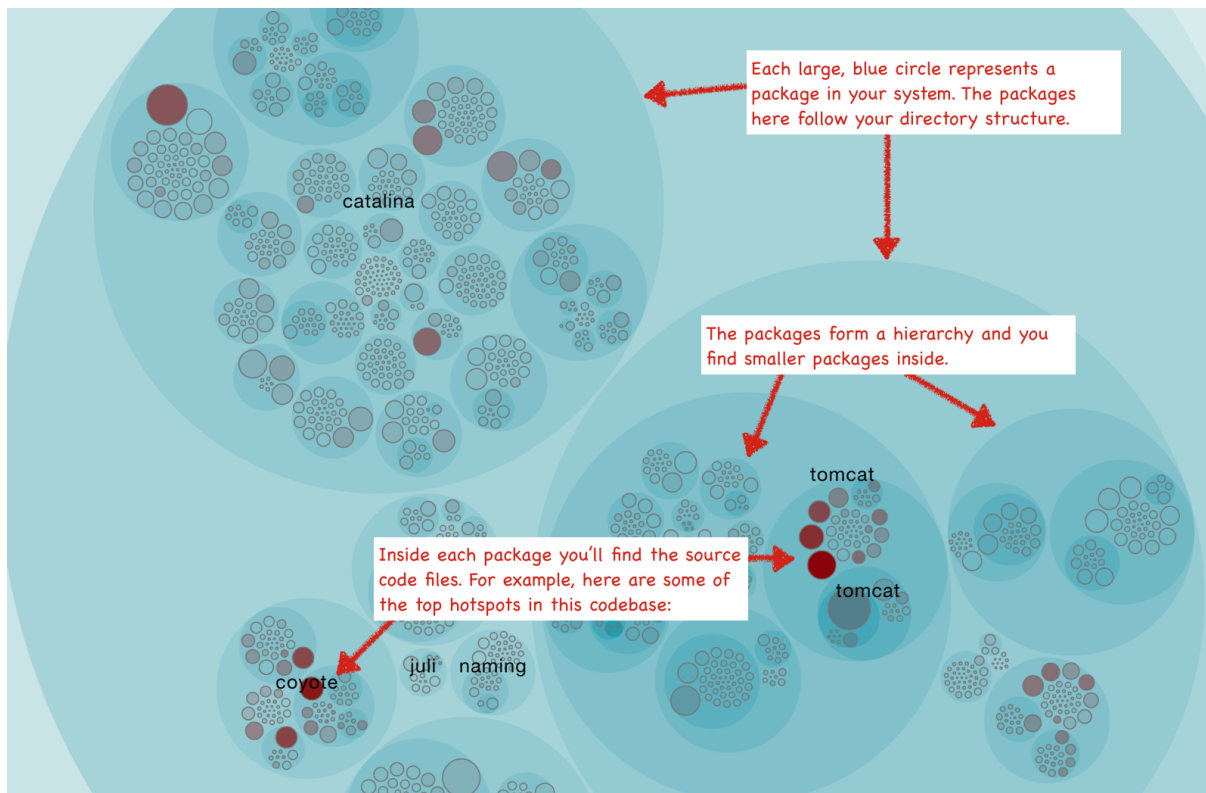 Each large, blue circle represents a
package in your system. The packages
here follow your directory structure.
catalina
The packages form a hierarchy and you
find smaller packages inside.
tomcat
Inside each package you'll find the source
code files. For example, here are some of
the top hotspots in this codebase:
tomcat
juli
naming
coyote